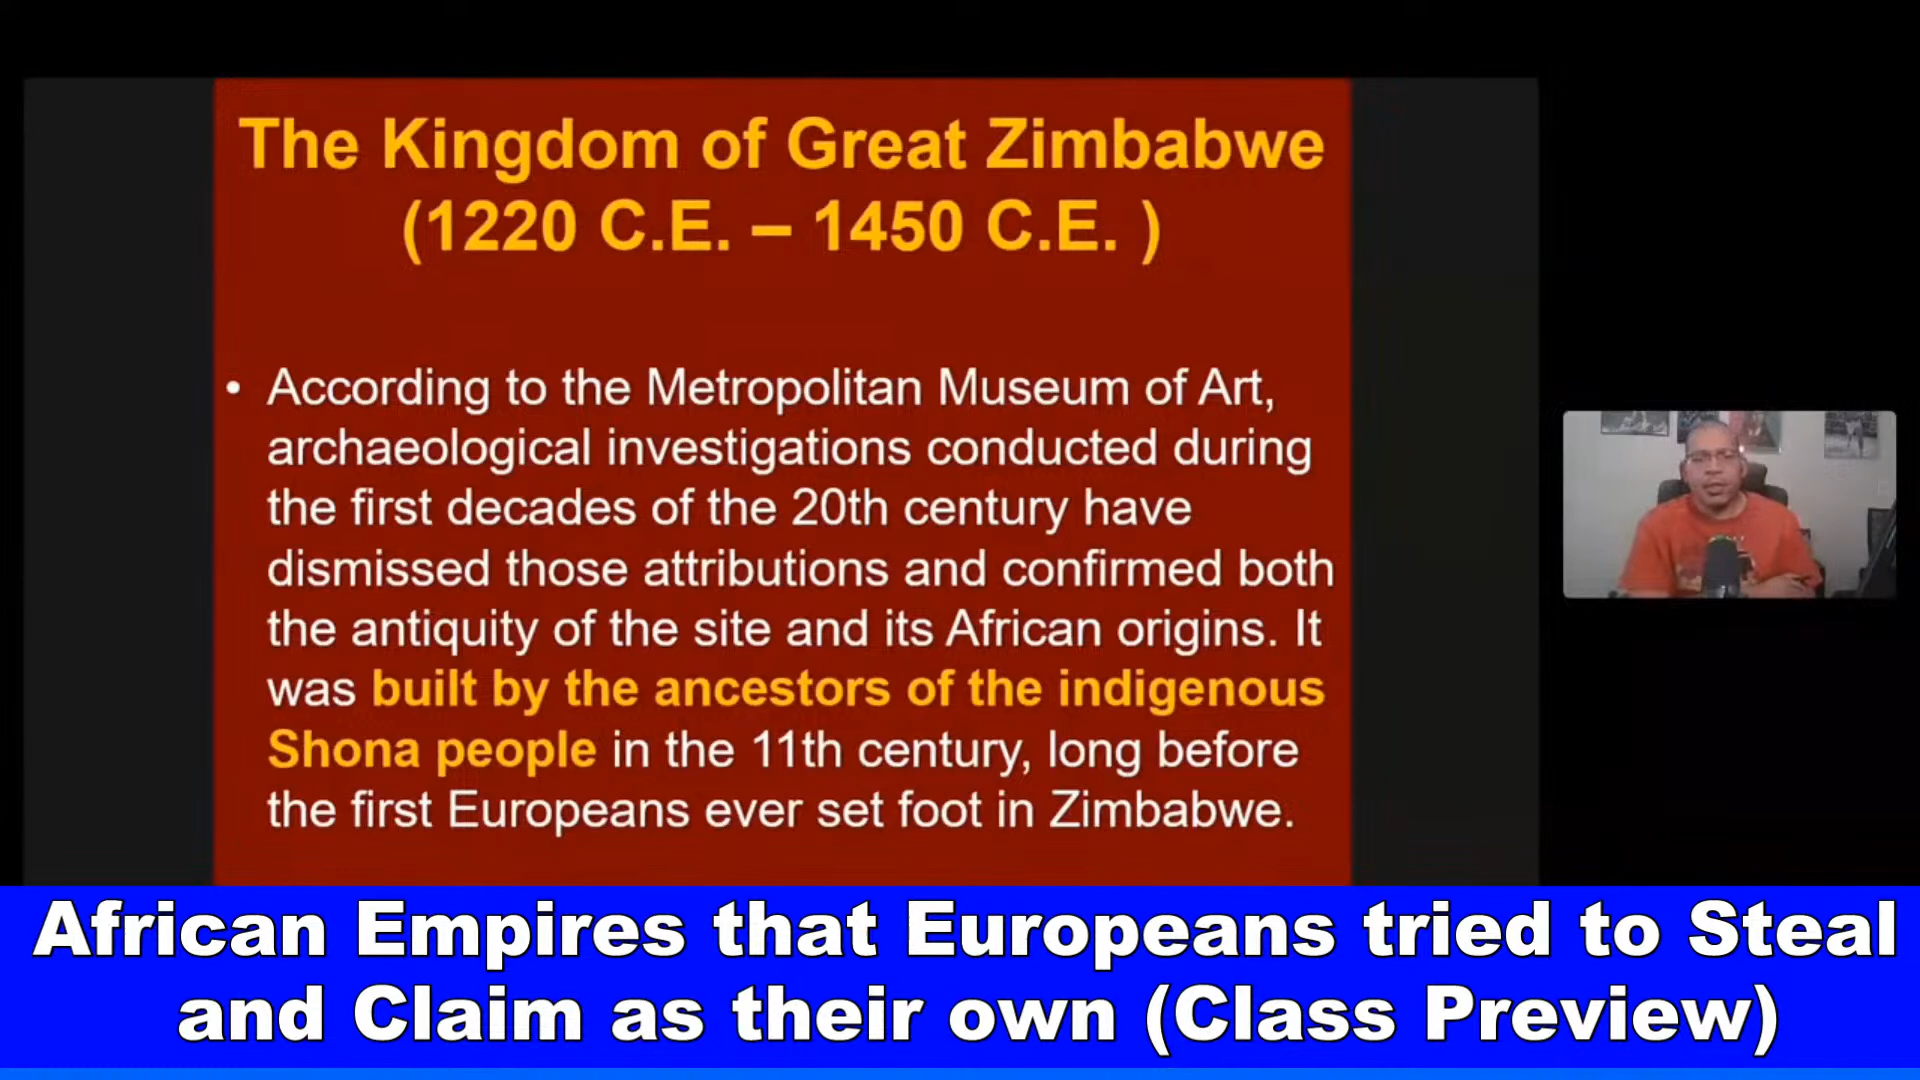 The Kingdom of Great Zimbabwe
(1220 C.E. – 1450 C.E. )
• According to the Metropolitan Museum of Art,
archaeological investigations conducted during
the first decades of the 20th century have
dismissed those attributions and confirmed both
the antiquity of the site and its African origins. It
was built by the ancestors of the indigenous
Shona people in the 11th century, long before
the first Europeans ever set foot in Zimbabwe.
African Empires that Europeans tried to Steal
and Claim as their own (Class Preview)